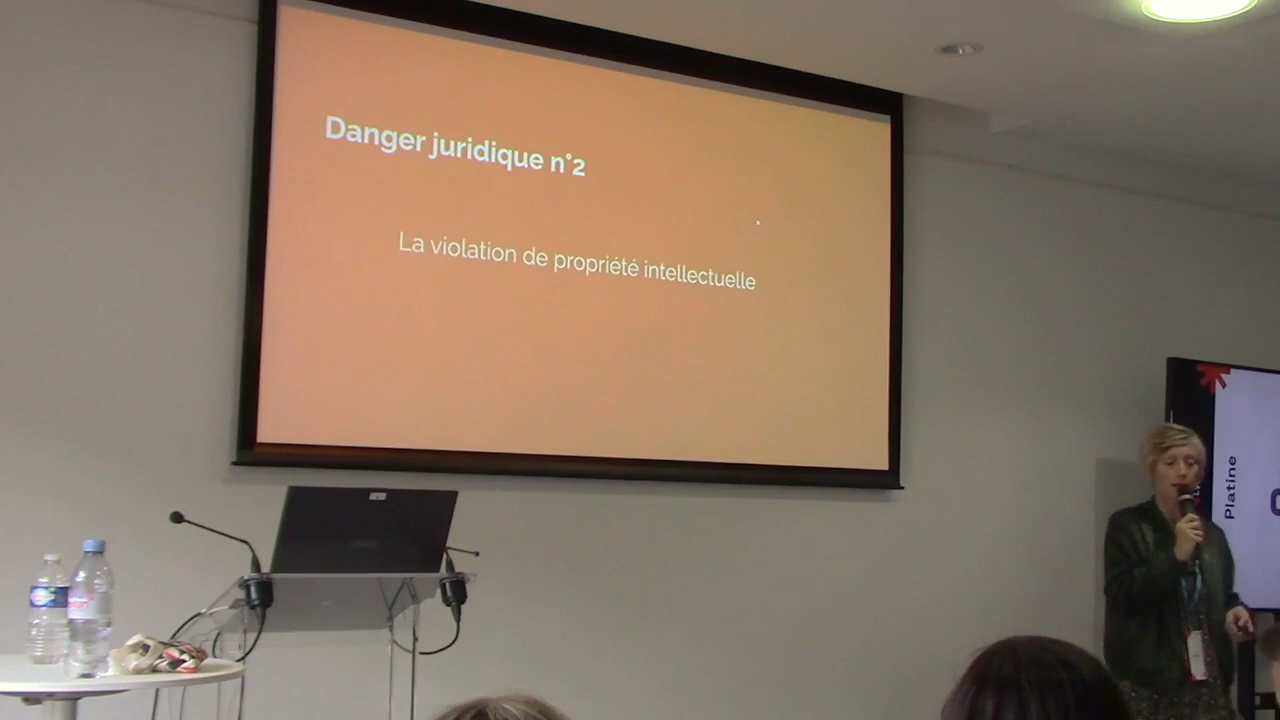 Danger juridique n°2
La violation de propriété intellectuelle
Platine